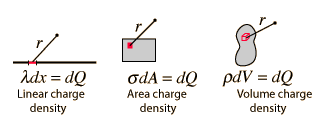 r r r
λdx = dQ σdA = dQ ρdV = dQ
Linear charge Area charge Volume charge
density density density